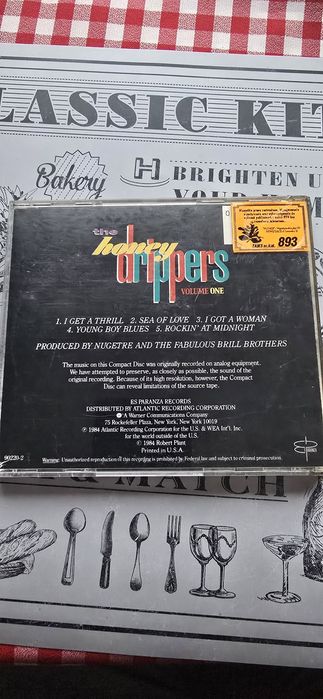 CLASSIC KIT
Bakery
BRIGHTEN U
YOUR
the
honey
drippers
VOLUME ONE
893
1. I GET A THRILL 2. SEA OF LOVE 3. I GOT A WOMAN
4. YOUNG BOY BLUES 5. ROCKIN' AT MIDNIGHT
PRODUCED BY NUGETRE AND THE FABULOUS BRILL BROTHERS
The music on this Compact Disc was originally recorded on analog equipment.
We have attempted to preserve, as closely as possible, the sound of the
original recording. Because of its high resolution, however, the Compact
Disc can reveal limitations of the source tape.
ES PARANZA RECORDS
DISTRIBUTED BY ATLANTIC RECORDING CORPORATION
A Warner Communications Company
75 Rockefeller Plaza, New York, New York 10019
℗ 1984 Atlantic Recording Corporation for the U.S. & WEA Int'l. Inc.
for the world outside of the U.S.
© 1984 Robert Plant
Printed in U.S.A.
90220-2
Warning: Unauthorized reproduction of this recording is prohibited by Federal law and subject to criminal prosecution.
& MATCH